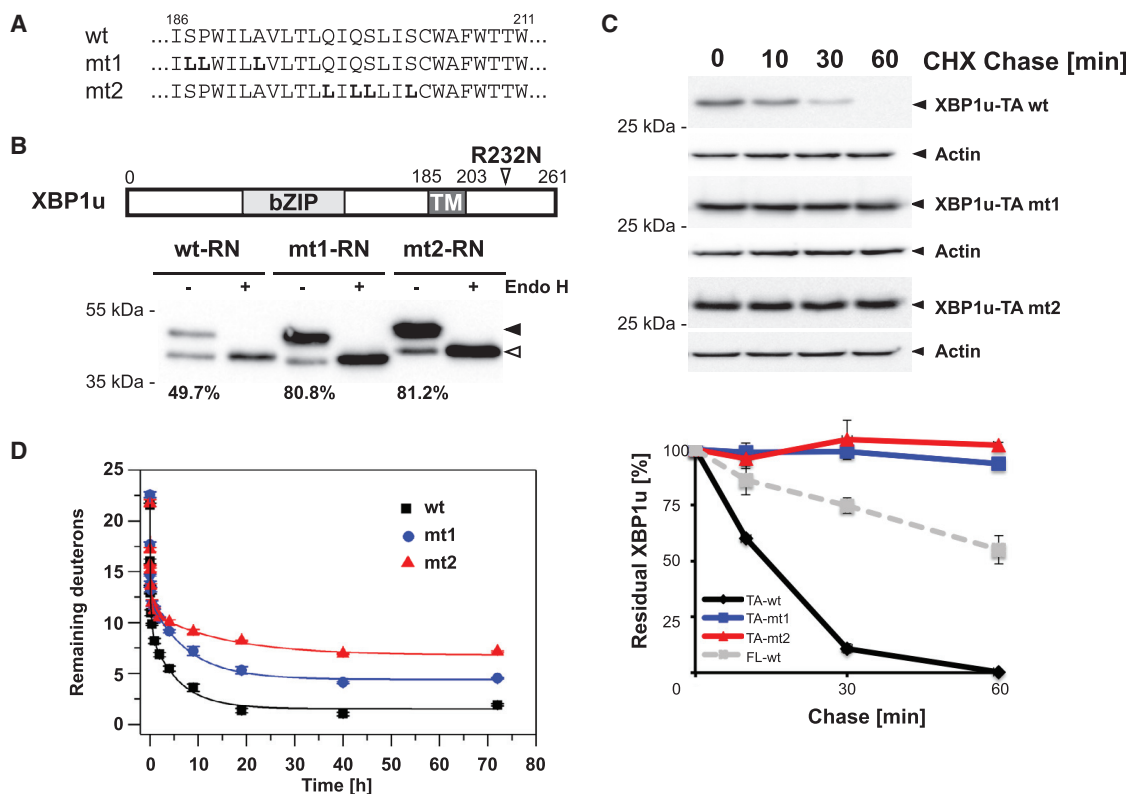 A
186 211
wt ...ISPWILAVLTLQIQSLISCWAFWTTW...
mt1 ...ILLWILLVLTLQIQSLISCWAFWTTW...
mt2 ...ISPWILAVLTLLILLLILCWAFWTTW...
B
R232N
0 185 203 261
XBP1u bZIP TM
wt-RN mt1-RN mt2-RN
- + - + - + Endo H
55 kDa -
35 kDa -
49.7% 80.8% 81.2%
C
0 10 30 60 CHX Chase [min]
XBP1u-TA wt
25 kDa -
Actin
XBP1u-TA mt1
25 kDa -
Actin
XBP1u-TA mt2
25 kDa -
Actin
100
75
50
25
0
Residual XBP1u [%]
TA-wt
TA-mt1
TA-mt2
FL-wt
0 30 60
Chase [min]
D
25
20
15
10
5
0
Remaining deuterons
wt
mt1
mt2
0 10 20 30 40 50 60 70 80
Time [h]